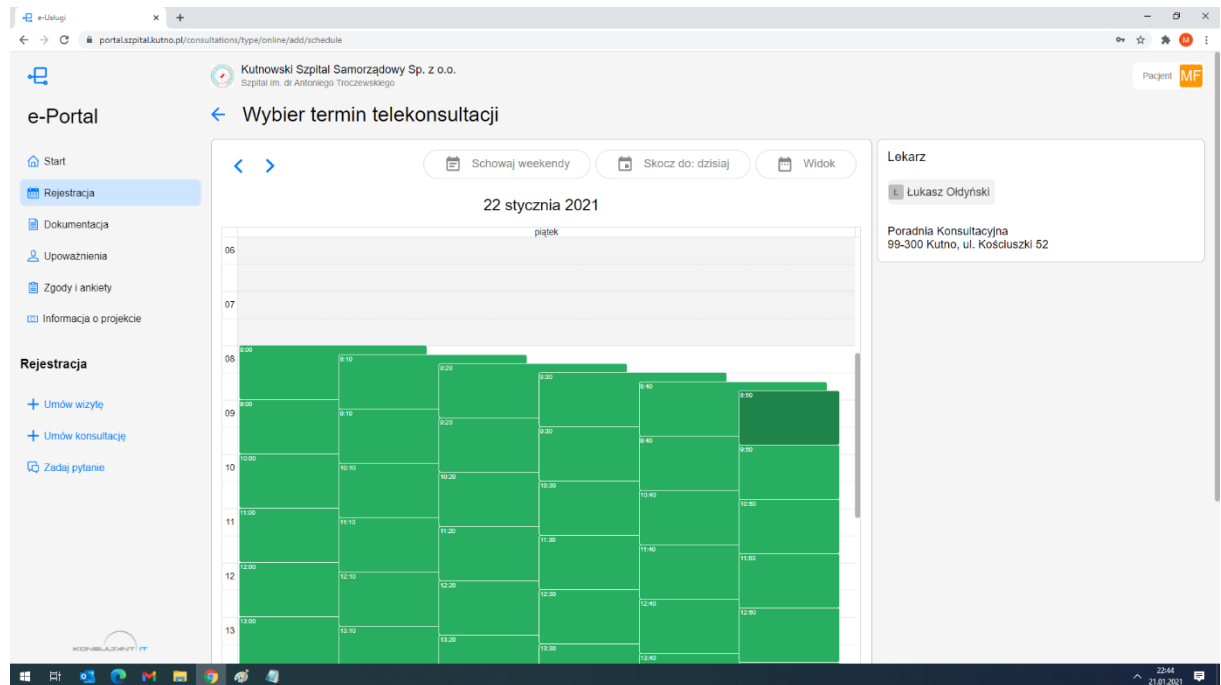 e-Usługi
portal.szpital.kutno.pl/consultations/type/online/add/schedule
M
Kutnowski Szpital Samorządowy Sp. z o.o.
Szpital im. dr Antoniego Troczewskiego
Pacjent MF
e-Portal
Wybier termin telekonsultacji
Start
Rejestracja
Dokumentacja
Upoważnienia
Zgody i ankiety
Informacja o projekcie
Rejestracja
Umów wizytę
Umów konsultację
Zadaj pytanie
KONSULTANT IT
Schowaj weekendy
Skocz do: dzisiaj
Widok
22 stycznia 2021
piątek
06
07
08
8:00 8:10 8:20 8:30 8:40 8:50
09
9:00 9:10 9:20 9:30 9:40 9:50
10
10:00 10:10 10:20 10:30 10:40 10:50
11
11:00 11:10 11:20 11:30 11:40 11:50
12
12:00 12:10 12:20 12:30 12:40 12:50
13
13:00 13:10 13:20 13:30 13:40
Lekarz
Ł Łukasz Ołdyński
Poradnia Konsultacyjna
99-300 Kutno, ul. Kościuszki 52
22:44
21.01.2021